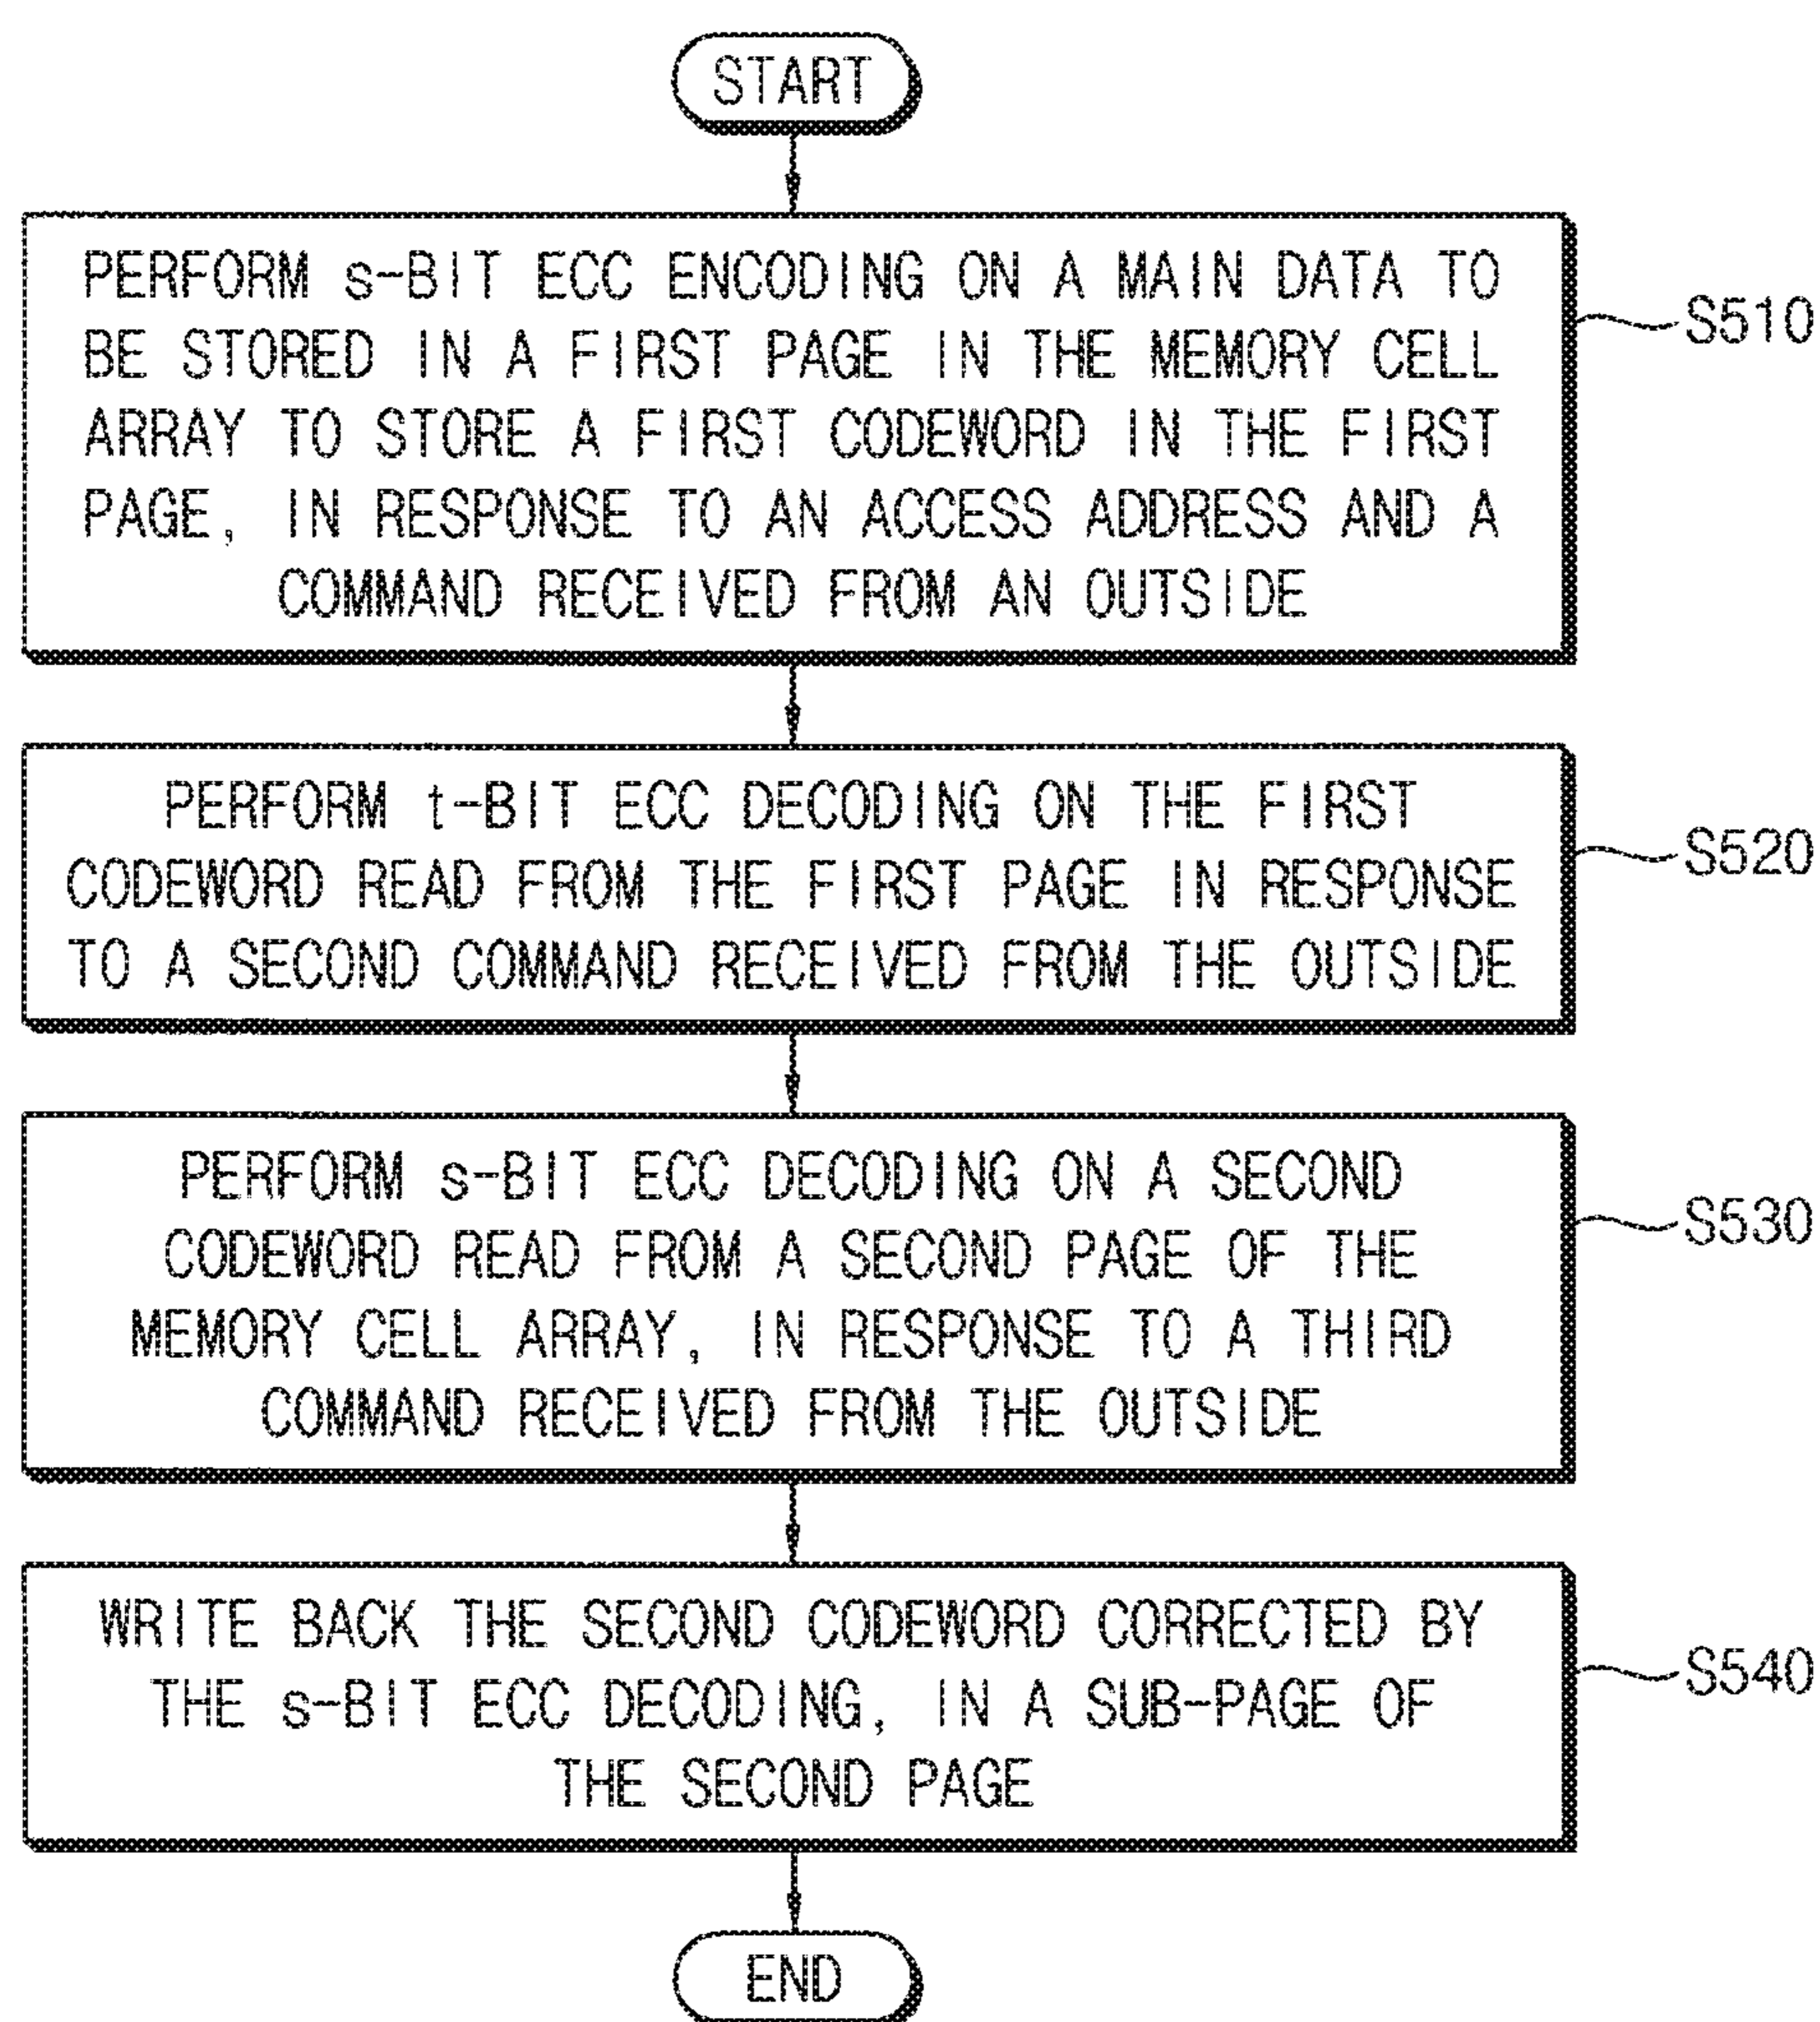 START
PERFORM s-BIT ECC ENCODING ON A MAIN DATA TO
BE STORED IN A FIRST PAGE IN THE MEMORY CELL
ARRAY TO STORE A FIRST CODEWORD IN THE FIRST
PAGE, IN RESPONSE TO AN ACCESS ADDRESS AND A
COMMAND RECEIVED FROM AN OUTSIDE
S510
PERFORM t-BIT ECC DECODING ON THE FIRST
CODEWORD READ FROM THE FIRST PAGE IN RESPONSE
TO A SECOND COMMAND RECEIVED FROM THE OUTSIDE
S520
PERFORM s-BIT ECC DECODING ON A SECOND
CODEWORD READ FROM A SECOND PAGE OF THE
MEMORY CELL ARRAY, IN RESPONSE TO A THIRD
COMMAND RECEIVED FROM THE OUTSIDE
S530
WRITE BACK THE SECOND CODEWORD CORRECTED BY
THE s-BIT ECC DECODING, IN A SUB-PAGE OF
THE SECOND PAGE
S540
END